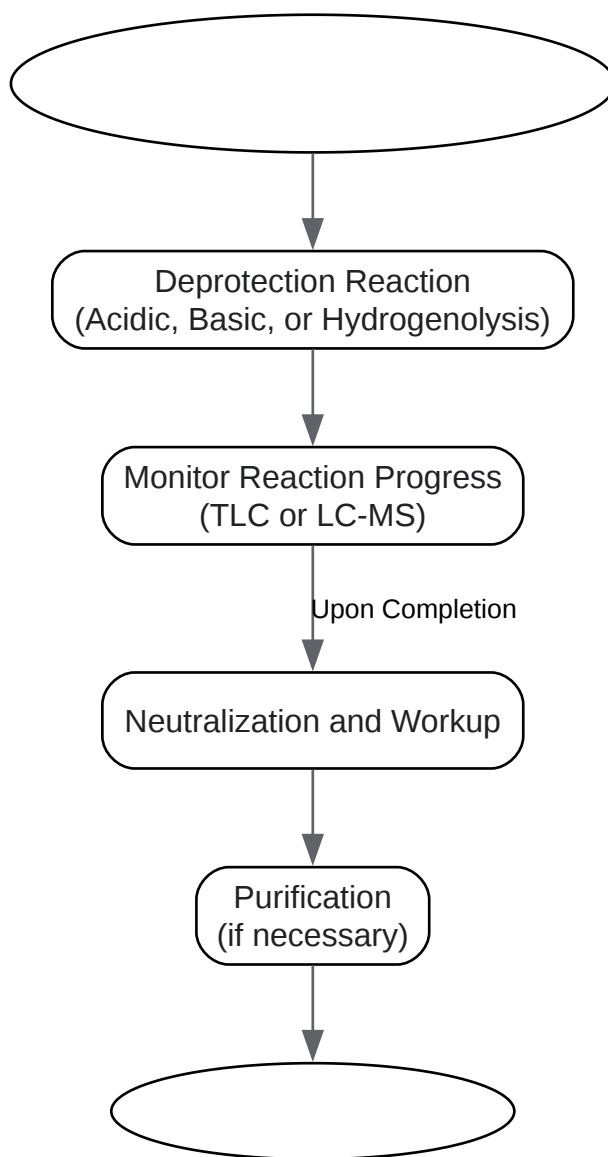 Deprotection Reaction
(Acidic, Basic, or Hydrogenolysis)
Monitor Reaction Progress
(TLC or LC-MS)
Upon Completion
Neutralization and Workup
Purification
(if necessary)